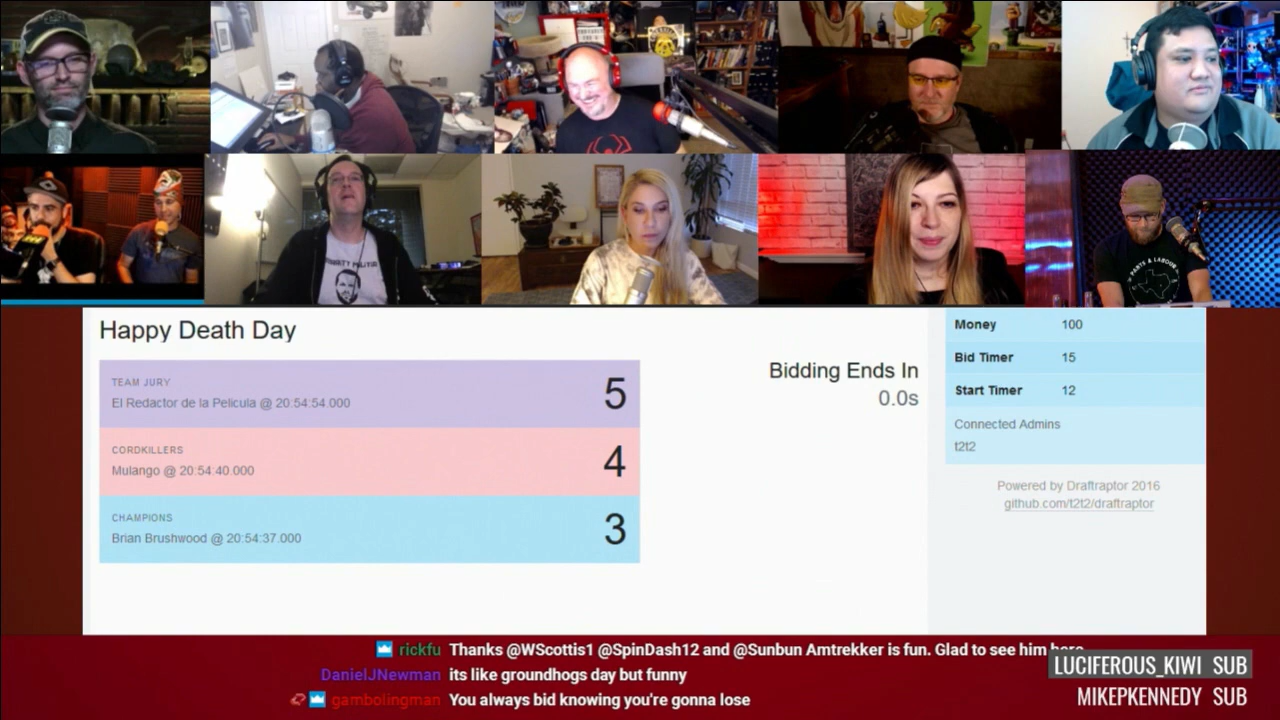 PARTS & LABOUR
Happy Death Day
TEAM JURY
El Redactor de la Pelicula @ 20:54:54.000
5
CORDKILLERS
Mulango @ 20:54:40.000
4
CHAMPIONS
Brian Brushwood @ 20:54:37.000
3
Bidding Ends In
0.0s
Money 100
Bid Timer 15
Start Timer 12
Connected Admins
t2t2
Powered by Draftraptor 2016
github.com/t2t2/draftraptor
rickfu Thanks @WScottis1 @SpinDash12 and @Sunbun Amtrekker is fun. Glad to see him here
DanielJNewman its like groundhogs day but funny
gambolingman You always bid knowing you're gonna lose
LUCIFEROUS_KIWI SUB
MIKEPKENNEDY SUB